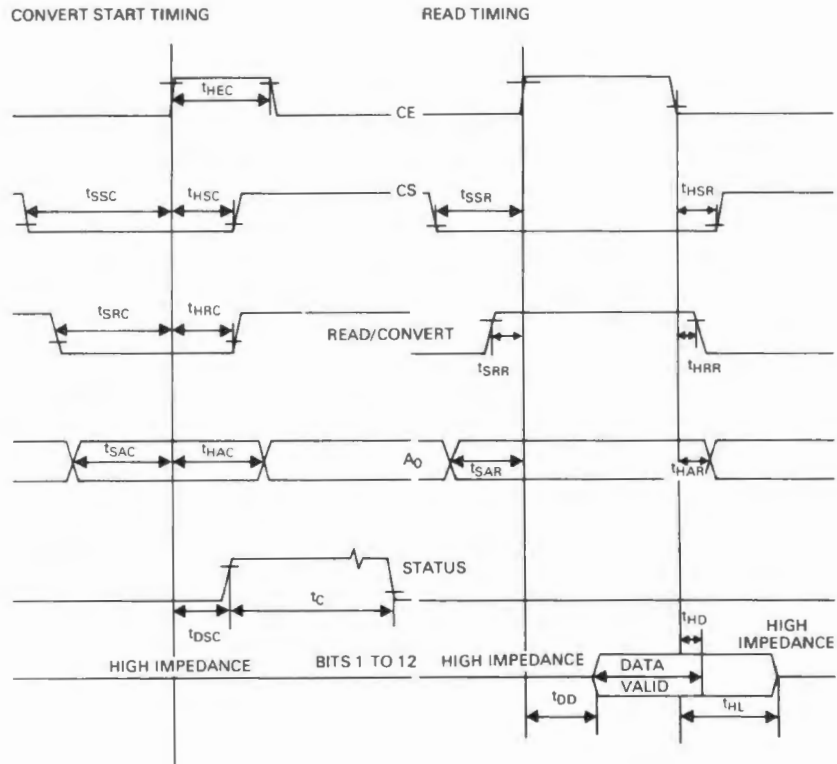 CONVERT START TIMING
READ TIMING
tHEC
CE
tSSC
tHSC
CS
tSSR
tHSR
tSRC
tHRC
READ/CONVERT
tSRR
tHRR
tSAC
tHAC
A0
tSAR
tHAR
STATUS
tDSC
tC
tHD
HIGH IMPEDANCE
HIGH IMPEDANCE
BITS 1 TO 12
HIGH IMPEDANCE
DATA VALID
tDD
tHL